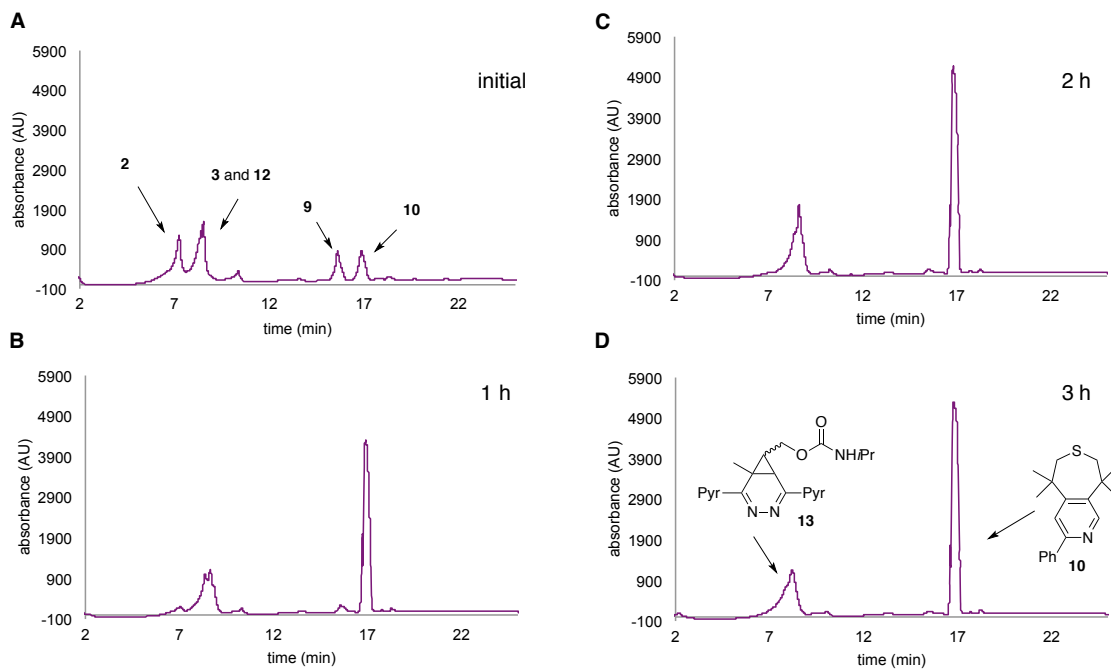 A
5900
4900
3900
2900
1900
900
-100
absorbance (AU)
initial
2
3 and 12
9
10
2 7 12 17 22
time (min)
B
5900
4900
3900
2900
1900
900
-100
absorbance (AU)
1 h
2 7 12 17 22
time (min)
C
5900
4900
3900
2900
1900
900
-100
absorbance (AU)
2 h
2 7 12 17 22
time (min)
D
5900
4900
3900
2900
1900
900
-100
absorbance (AU)
3 h
O
O NHiPr
Pyr Pyr
N N
13
S
N
Ph
10
2 7 12 17 22
time (min)